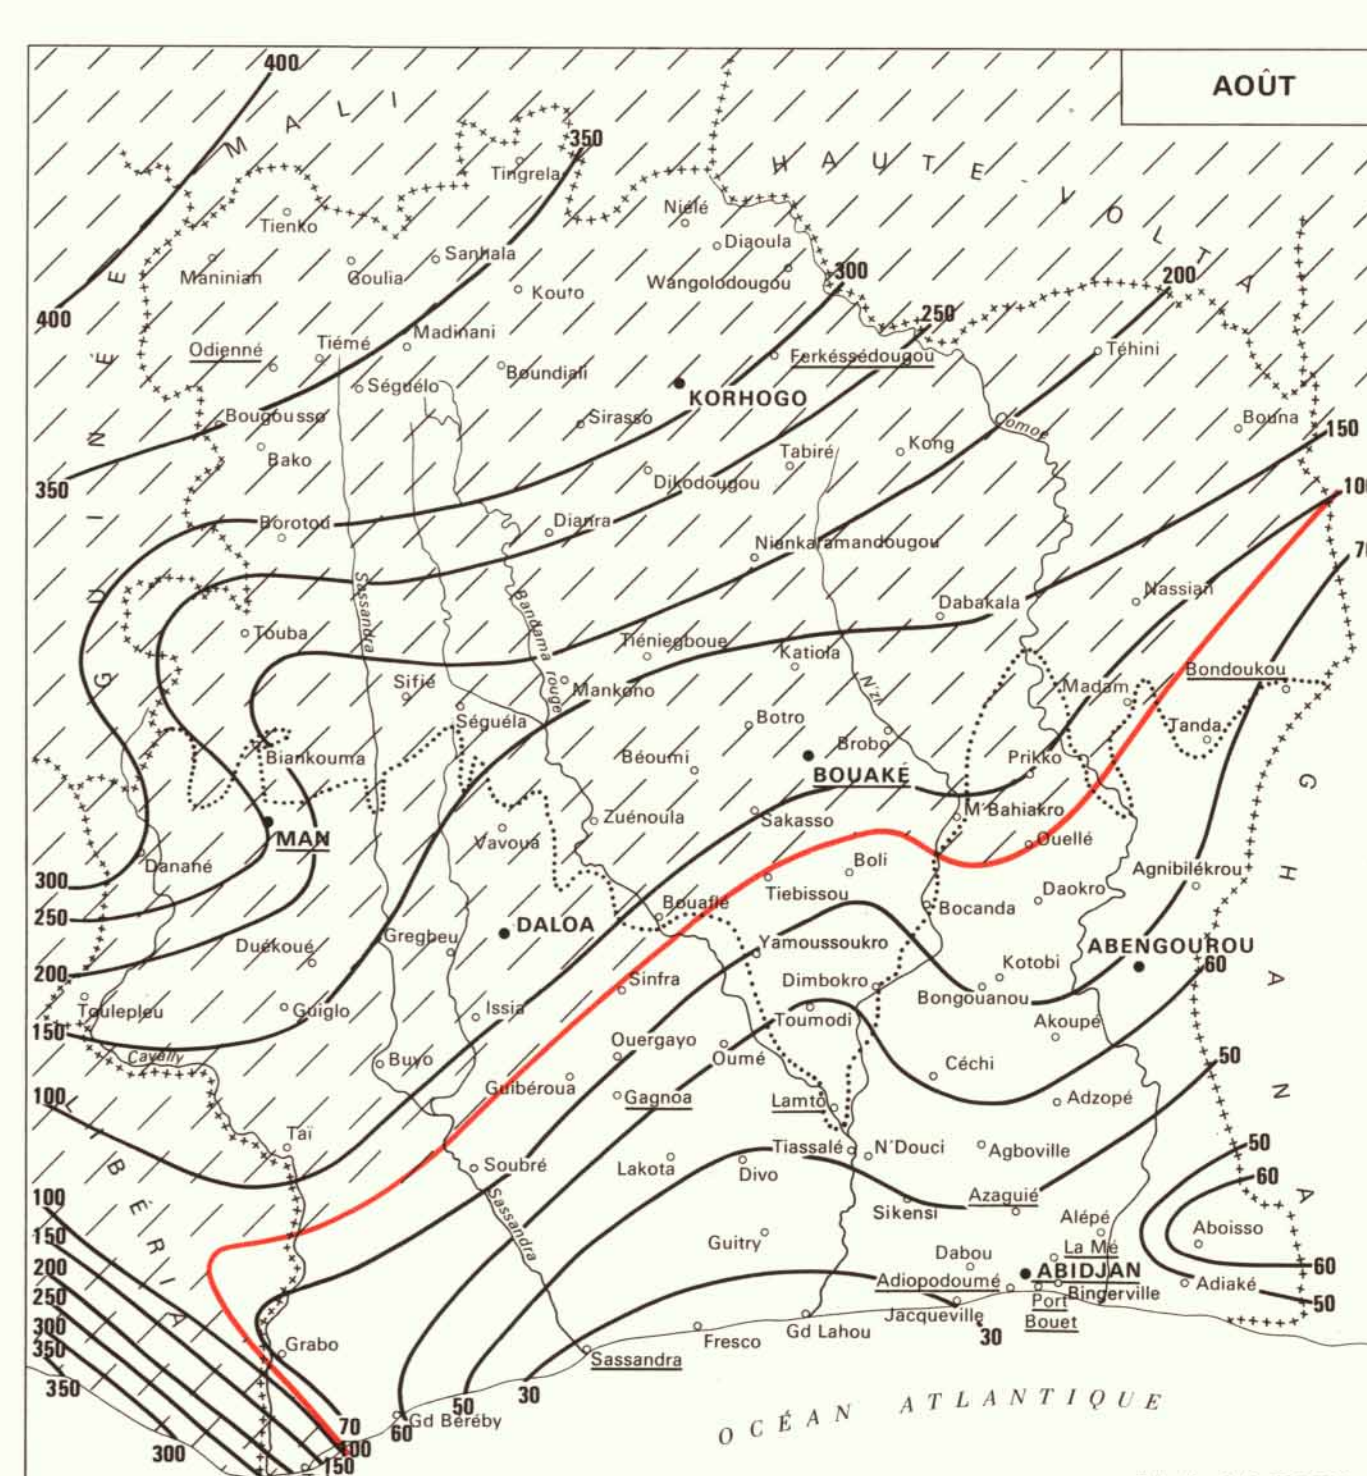 AOÛT
400
MALI
350
Tingrela
HAUTE-VOLTA
Niélé
Tienko
Diaoula
Sanhala
Maninian
Goulia
Wangolodougou
300
200
Kouto
400
250
Madinani
Tiémé
Odienné
Ferkéssédougou
Téhini
Boundiali
Séguélo
KORHOGO
Bougousso
Sirasso
Comoé
Bouna
150
Bako
Tabiré
Kong
350
Dikodougou
100
GUINÉE
Borotou
Dianra
Niankaramandougou
70
Sassandra
Bandama rouge
Nassian
Dabakala
Touba
Tiéniegboue
Katiola
Bondoukou
Sifié
Mankono
N'zi
Madam
Séguéla
Botro
Tanda
Brobo
Biankouma
Béoumi
Prikko
BOUAKÉ
GHANA
M'Bahiakro
Zuénoula
Sakasso
MAN
Vavoua
Ouellé
Danané
Boli
Agnibilékrou
300
Tiebissou
Daokro
Bouaflé
Bocanda
250
DALOA
Gregbeu
Duékoué
Yamoussoukro
ABENGOUROU
200
Kotobi
60
Sinfra
Dimbokro
Bongouanou
Toulepleu
Guiglo
Issia
Toumodi
Akoupé
150
Ouergayo
Cavally
Buyo
Oumé
Céchi
50
Guibéroua
100
Gagnoa
Lamto
Adzopé
Taï
LIBÉRIA
Tiassalé
N'Douci
Agboville
50
Soubré
Lakota
Divo
60
100
Sassandra
Azaguié
Sikensi
Alépé
150
Guitry
Aboisso
Dabou
La Mé
200
ABIDJAN
60
Adiopodoumé
Adiaké
250
Bingerville
Port
Bouet
50
Jacqueville
300
Gd Lahou
30
Fresco
350
Grabo
Sassandra
350
30
50
Gd Béréby
60
70
100
OCÉAN ATLANTIQUE
300
150